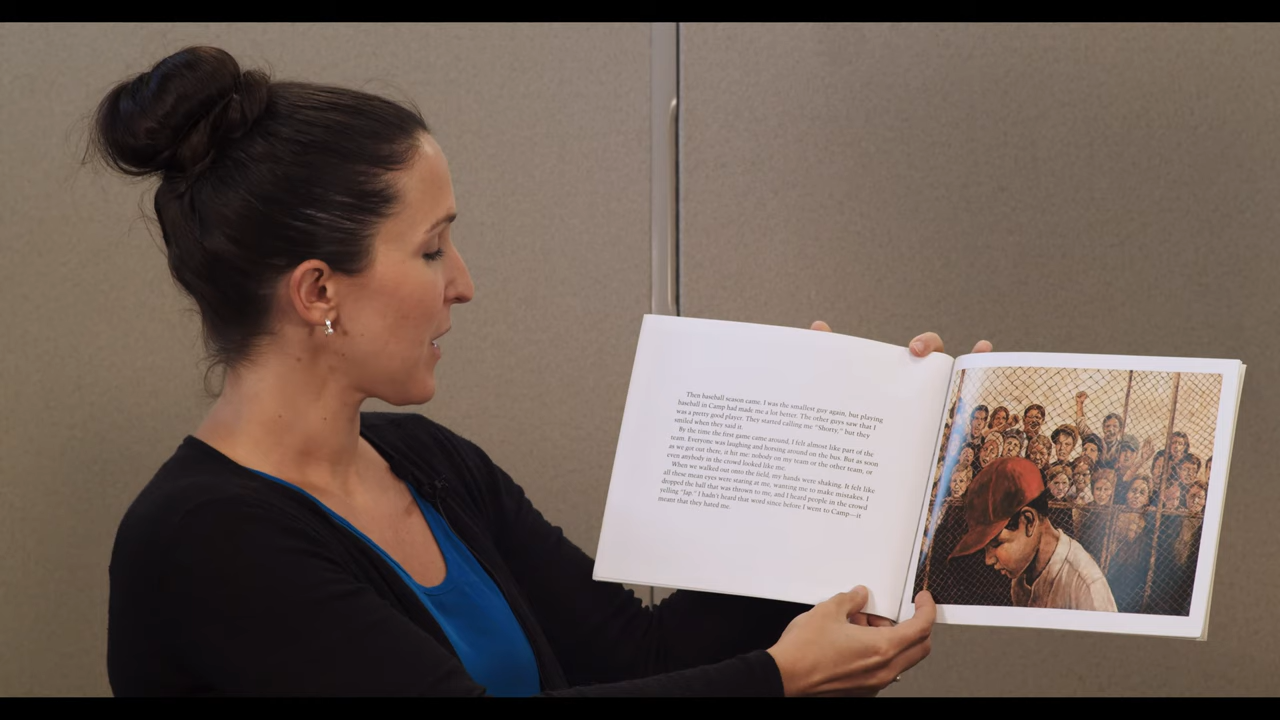 Then baseball season came. I was the smallest guy again, but playing
baseball in Camp had made me a lot better. The other guys saw that I
was a pretty good player. They started calling me "Shorty," but they
smiled when they said it.
By the time the first game came around, I felt almost like part of the
team. Everyone was laughing and horsing around on the bus. But as soon
as we got out there, it hit me: nobody on my team or the other team, or
even anybody in the crowd looked like me.
When we walked out onto the field, my hands were shaking. It felt like
all these mean eyes were staring at me, wanting me to make mistakes. I
dropped the ball that was thrown to me, and I heard people in the crowd
yelling "Jap." I hadn't heard that word since before I went to Camp—it
meant that they hated me.